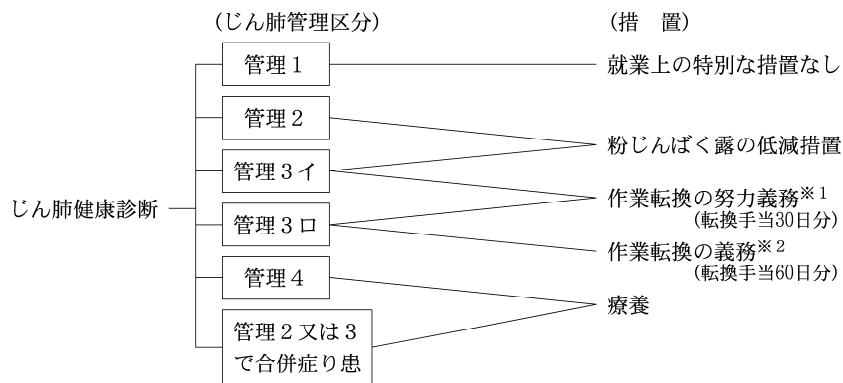 (じん肺管理区分)
(措　置)
じん肺健康診断
管理１
就業上の特別な措置なし
管理２
粉じんばく露の低減措置
管理３イ
作業転換の努力義務※１
(転換手当30日分)
管理３ロ
作業転換の義務※２
(転換手当60日分)
管理４
療養
管理２又は３
で合併症り患